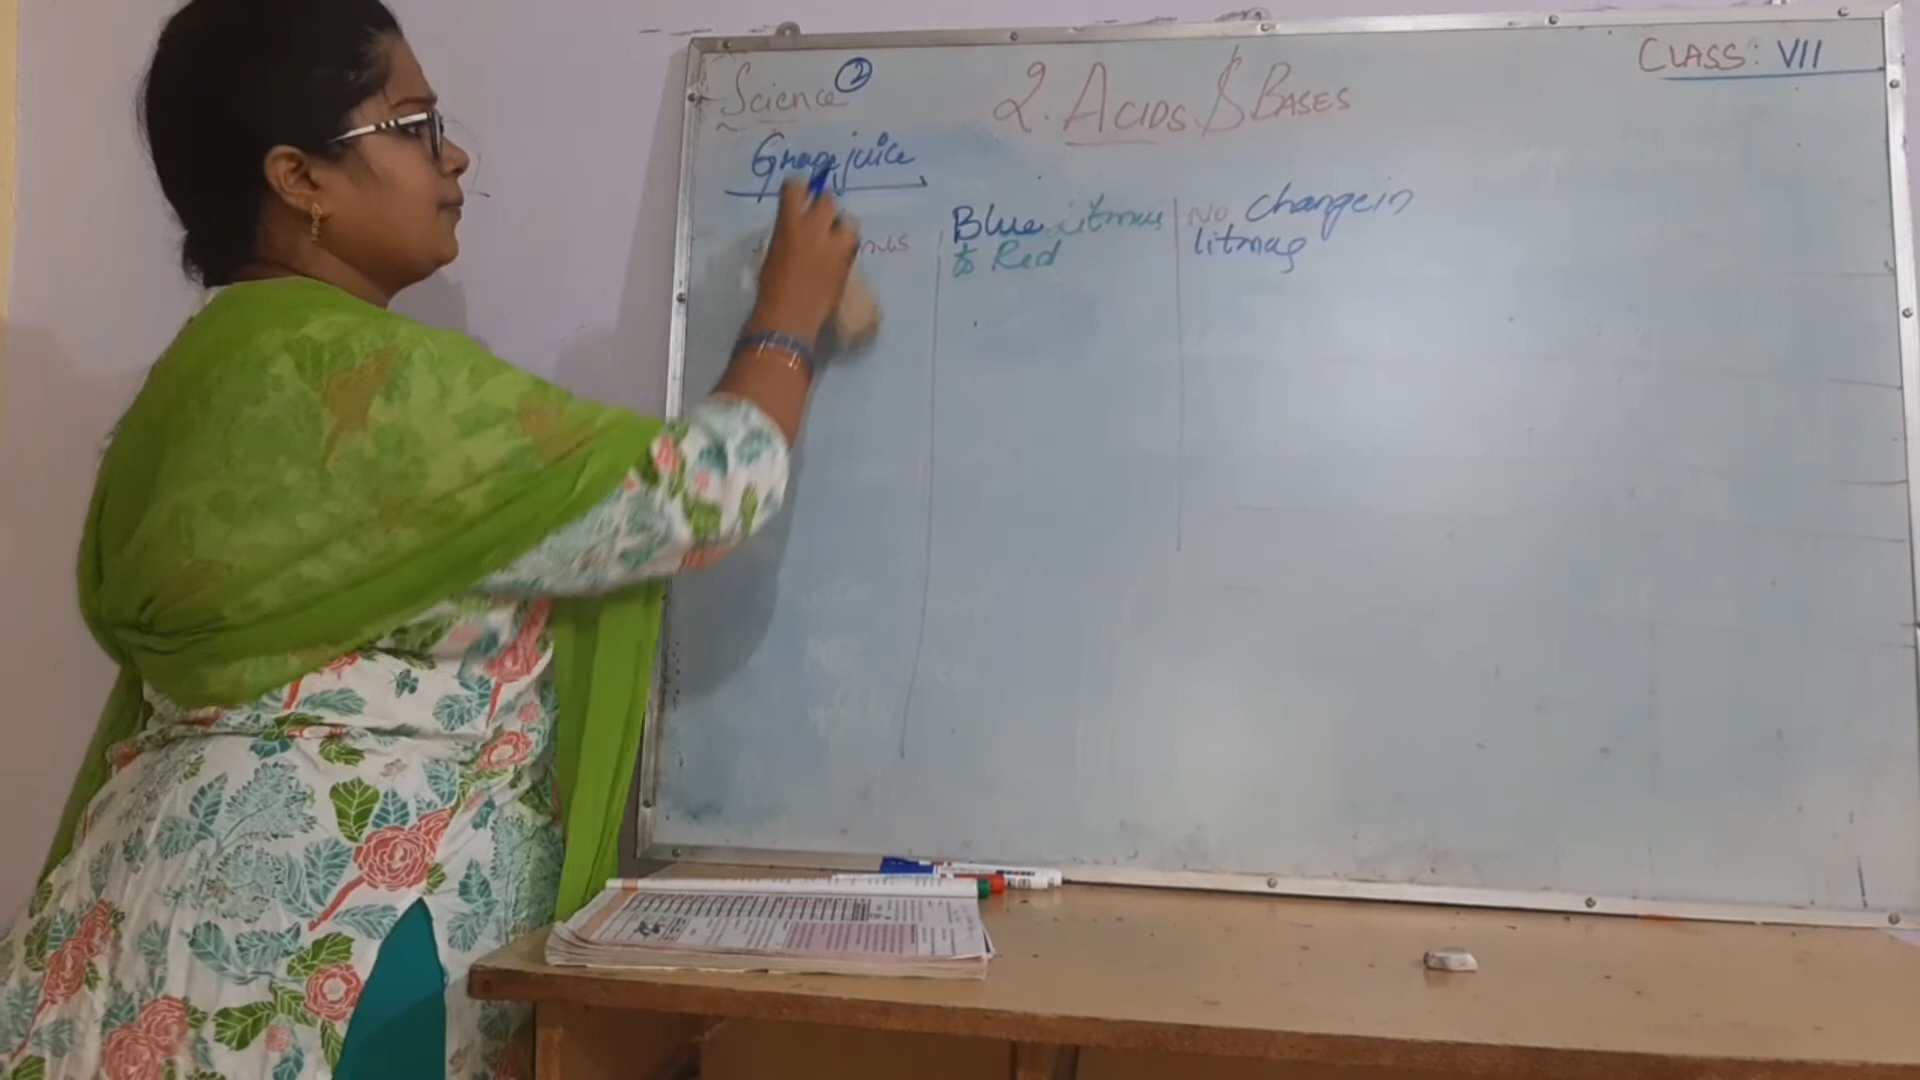 Science 2
2. Acids & Bases
CLASS: VII
Grape juice
Blue litmus
to Red
No change in
litmus